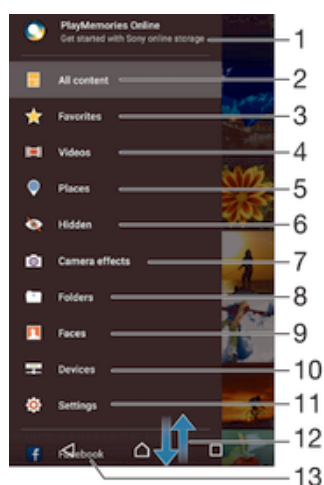 PlayMemories Online
Get started with Sony online storage
1
All content
2
Favorites
3
Videos
4
Places
5
Hidden
6
Camera effects
7
Folders
8
Faces
9
Devices
10
Settings
11
12
Facebook
13